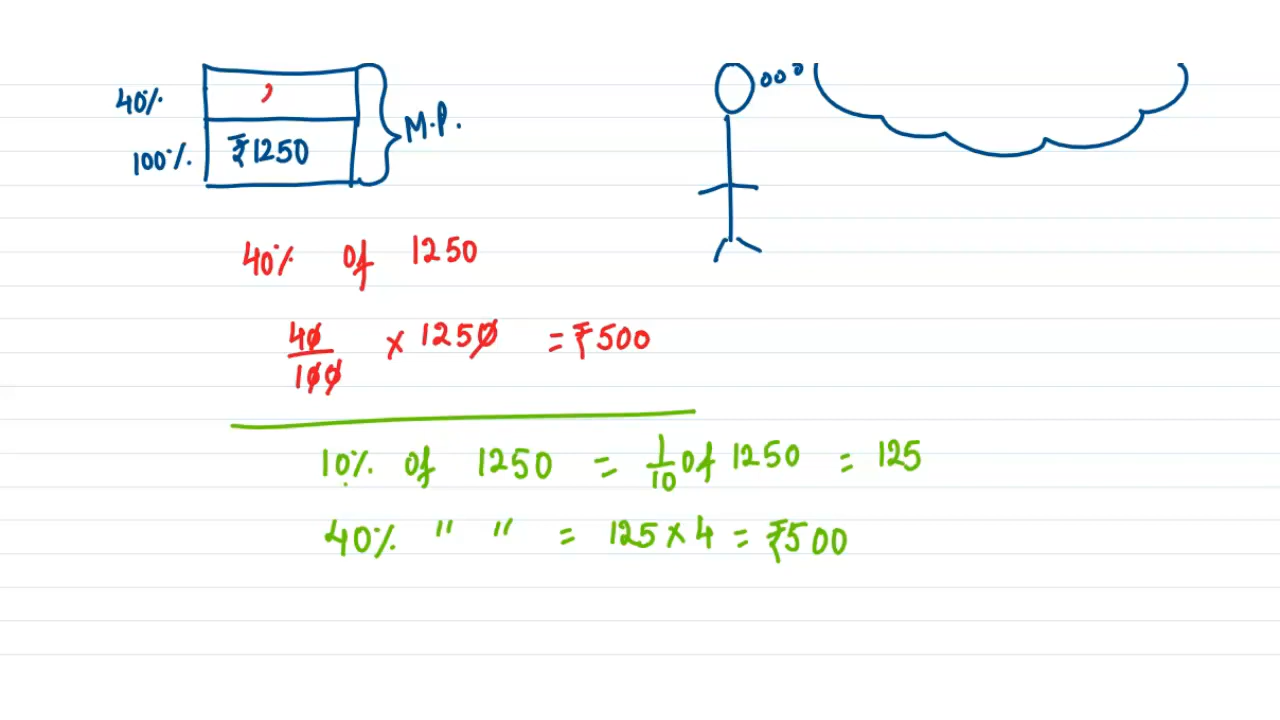 40%
M.P.
100% ₹1250
40% of 1250
40/100 × 1250 = ₹500
10% of 1250 = 1/10 of 1250 = 125
40% " " = 125 × 4 = ₹500